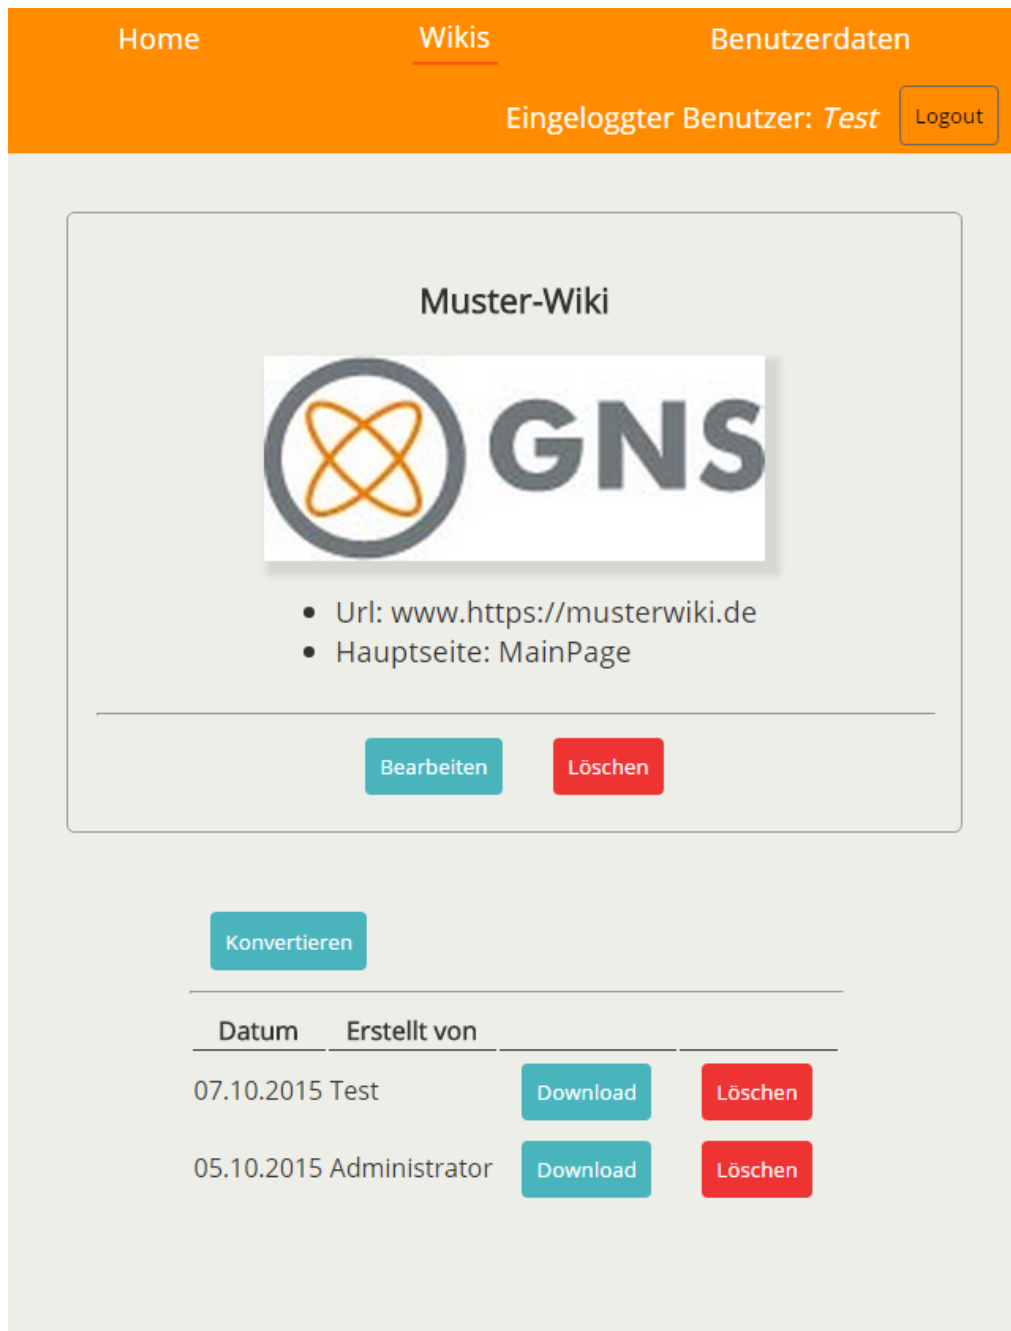 Home Wikis Benutzerdaten
Eingeloggter Benutzer: Test Logout
Muster-Wiki
GNS
• Url: www.https://musterwiki.de
• Hauptseite: MainPage
Bearbeiten Löschen
Konvertieren
Datum Erstellt von
07.10.2015 Test Download Löschen
05.10.2015 Administrator Download Löschen